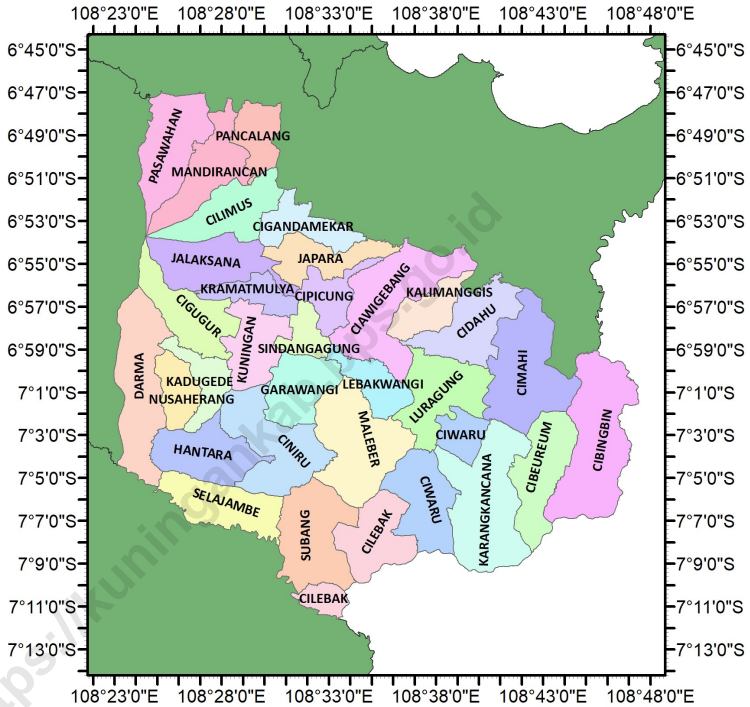 108°23'0"E 108°28'0"E 108°33'0"E 108°38'0"E 108°43'0"E 108°48'0"E
6°45'0"S 6°45'0"S
6°47'0"S 6°47'0"S
6°49'0"S 6°49'0"S
6°51'0"S 6°51'0"S
6°53'0"S 6°53'0"S
6°55'0"S 6°55'0"S
6°57'0"S 6°57'0"S
6°59'0"S 6°59'0"S
7°1'0"S 7°1'0"S
7°3'0"S 7°3'0"S
7°5'0"S 7°5'0"S
7°7'0"S 7°7'0"S
7°9'0"S 7°9'0"S
7°11'0"S 7°11'0"S
7°13'0"S 7°13'0"S
PASAWAHAN
PANCALANG
MANDIRANCAN
CILIMUS
CIGANDAMEKAR
JALAKSANA
JAPARA
KRAMATMULYA
CIPICUNG
CIAWIGEBANG
KALIMANGGIS
CIGUGUR
KUNINGAN
CIDAHU
SINDANGAGUNG
CIMAHI
DARMA
KADUGEDE
NUSAHERANG
GARAWANGI
LEBAKWANGI
LURAGUNG
HANTARA
CINIRU
MALEBER
CIWARU
CIBEUREUM
CIBINGBIN
KARANGKANCANA
SELAJAMBE
SUBANG
CILEBAK
CIWARU
CILEBAK
108°23'0"E 108°28'0"E 108°33'0"E 108°38'0"E 108°43'0"E 108°48'0"E
ps://kuningankab.bps.go.id